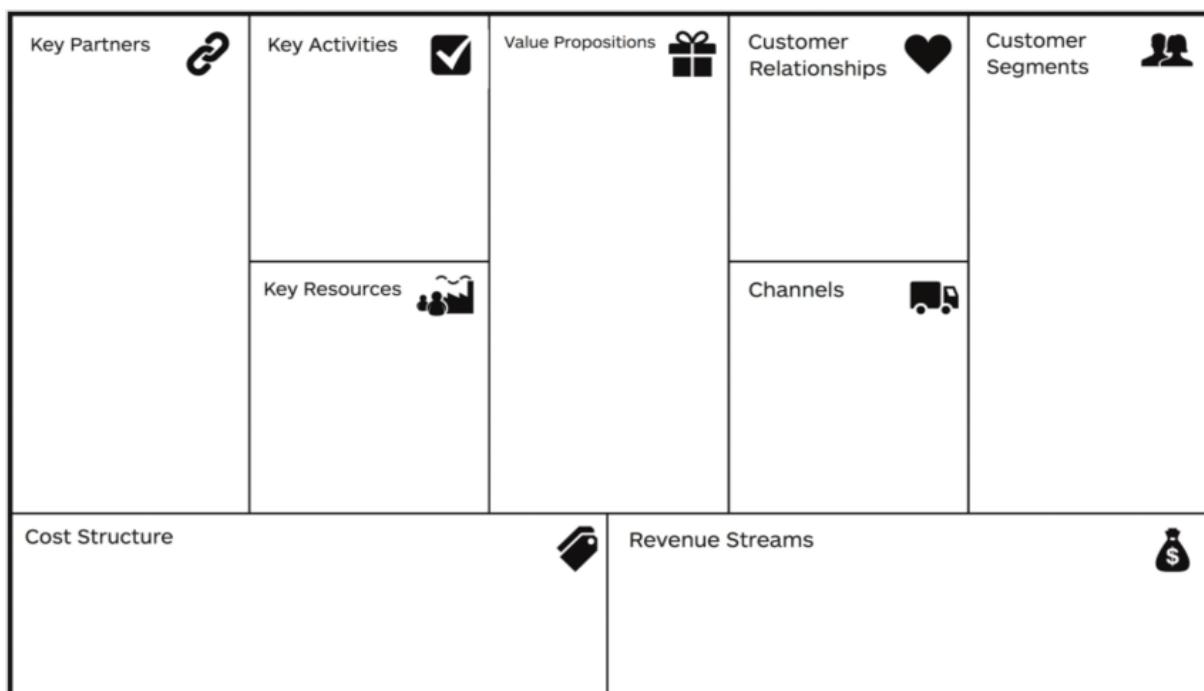 Key Partners
Key Activities
Value Propositions
Customer
Relationships
Customer
Segments
Key Resources
Channels
Cost Structure
Revenue Streams
$